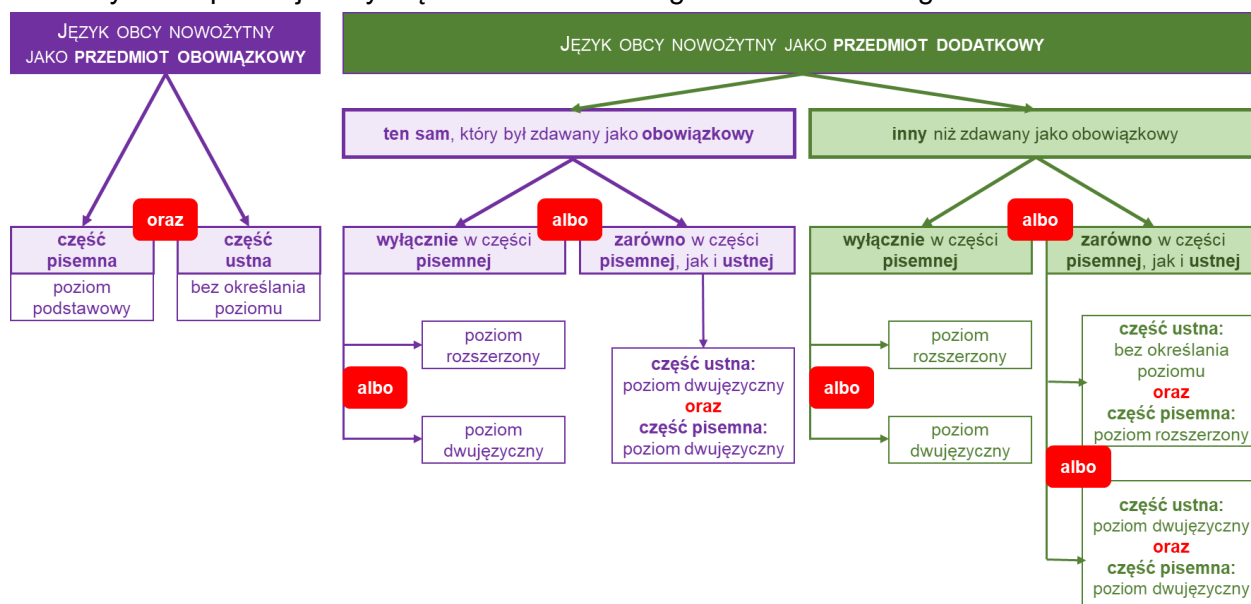 JĘZYK OBCY NOWOŻYTNY
JAKO PRZEDMIOT OBOWIĄZKOWY
oraz
część
pisemna
poziom
podstawowy
część
ustna
bez określania
poziomu
JĘZYK OBCY NOWOŻYTNY JAKO PRZEDMIOT DODATKOWY
ten sam, który był zdawany jako obowiązkowy
albo
wyłącznie w części
pisemnej
poziom
rozszerzony
albo
poziom
dwujęzyczny
zarówno w części
pisemnej, jak i ustnej
część ustna:
poziom dwujęzyczny
oraz
część pisemna:
poziom dwujęzyczny
inny niż zdawany jako obowiązkowy
albo
wyłącznie w części
pisemnej
poziom
rozszerzony
albo
poziom
dwujęzyczny
zarówno w części
pisemnej, jak i ustnej
część ustna:
bez określania
poziomu
oraz
część pisemna:
poziom rozszerzony
albo
część ustna:
poziom dwujęzyczny
oraz
część pisemna:
poziom dwujęzyczny